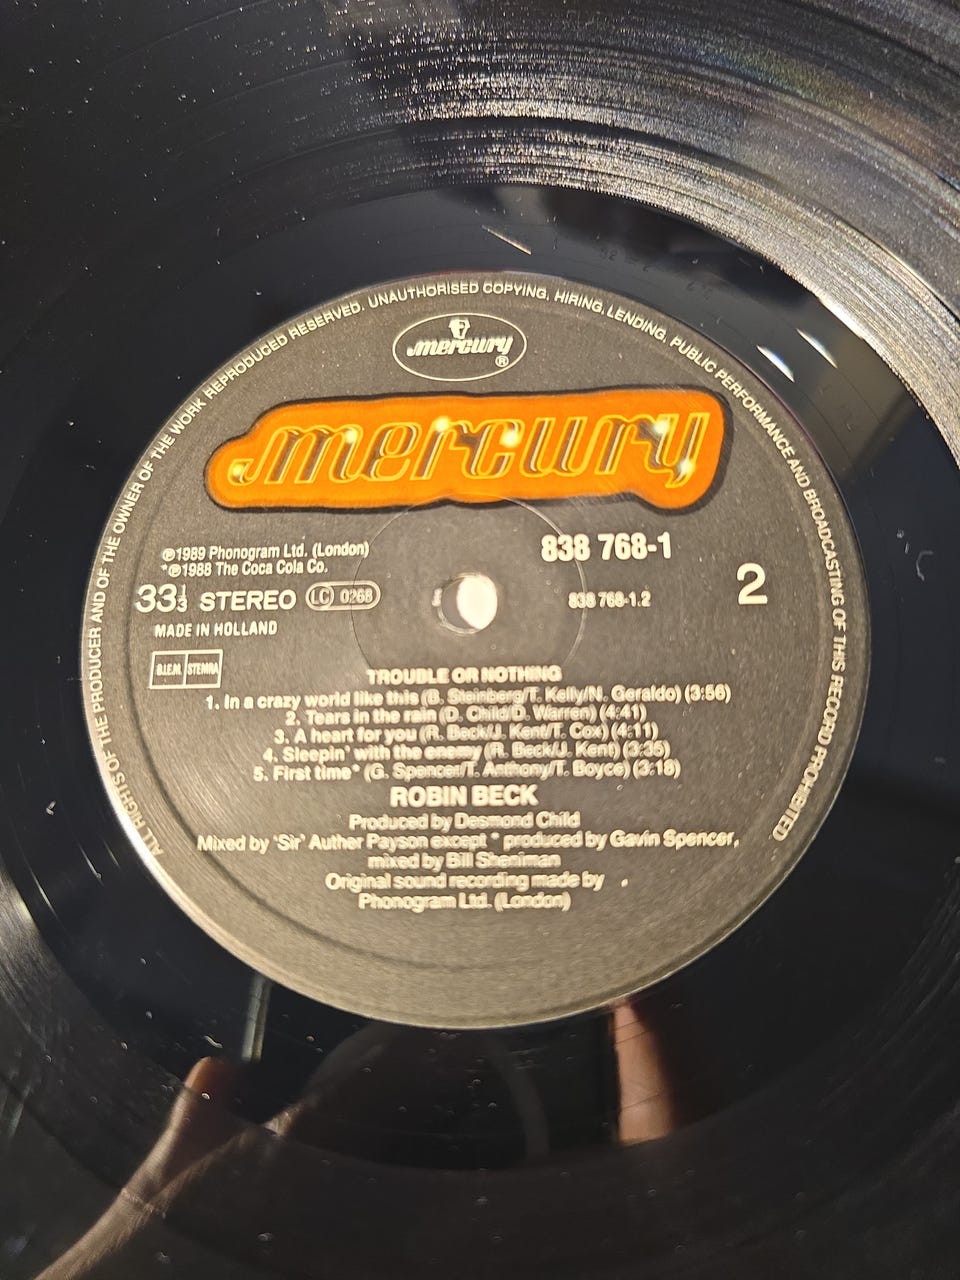 ALL RIGHTS OF THE PRODUCER AND OF THE OWNER OF THE WORK REPRODUCED RESERVED. UNAUTHORISED COPYING, HIRING, LENDING, PUBLIC PERFORMANCE AND BROADCASTING OF THIS RECORD PROHIBITED.
mercury
®
mercury
℗1989 Phonogram Ltd. (London)
*℗1988 The Coca Cola Co.
838 768-1
33⅓ STEREO LC 0268
838 768-1.2
2
MADE IN HOLLAND
B.I.E.M. STEMRA
TROUBLE OR NOTHING
1. In a crazy world like this (B. Steinberg/T. Kelly/N. Geraldo) (3:56)
2. Tears in the rain (D. Child/D. Warren) (4:41)
3. A heart for you (R. Beck/J. Kent/T. Cox) (4:11)
4. Sleepin' with the enemy (R. Beck/J. Kent) (3:35)
5. First time* (G. Spencer/T. Anthony/T. Boyce) (3:18)
ROBIN BECK
Produced by Desmond Child
Mixed by 'Sir' Auther Payson except * produced by Gavin Spencer,
mixed by Bill Sheniman
Original sound recording made by
Phonogram Ltd. (London)